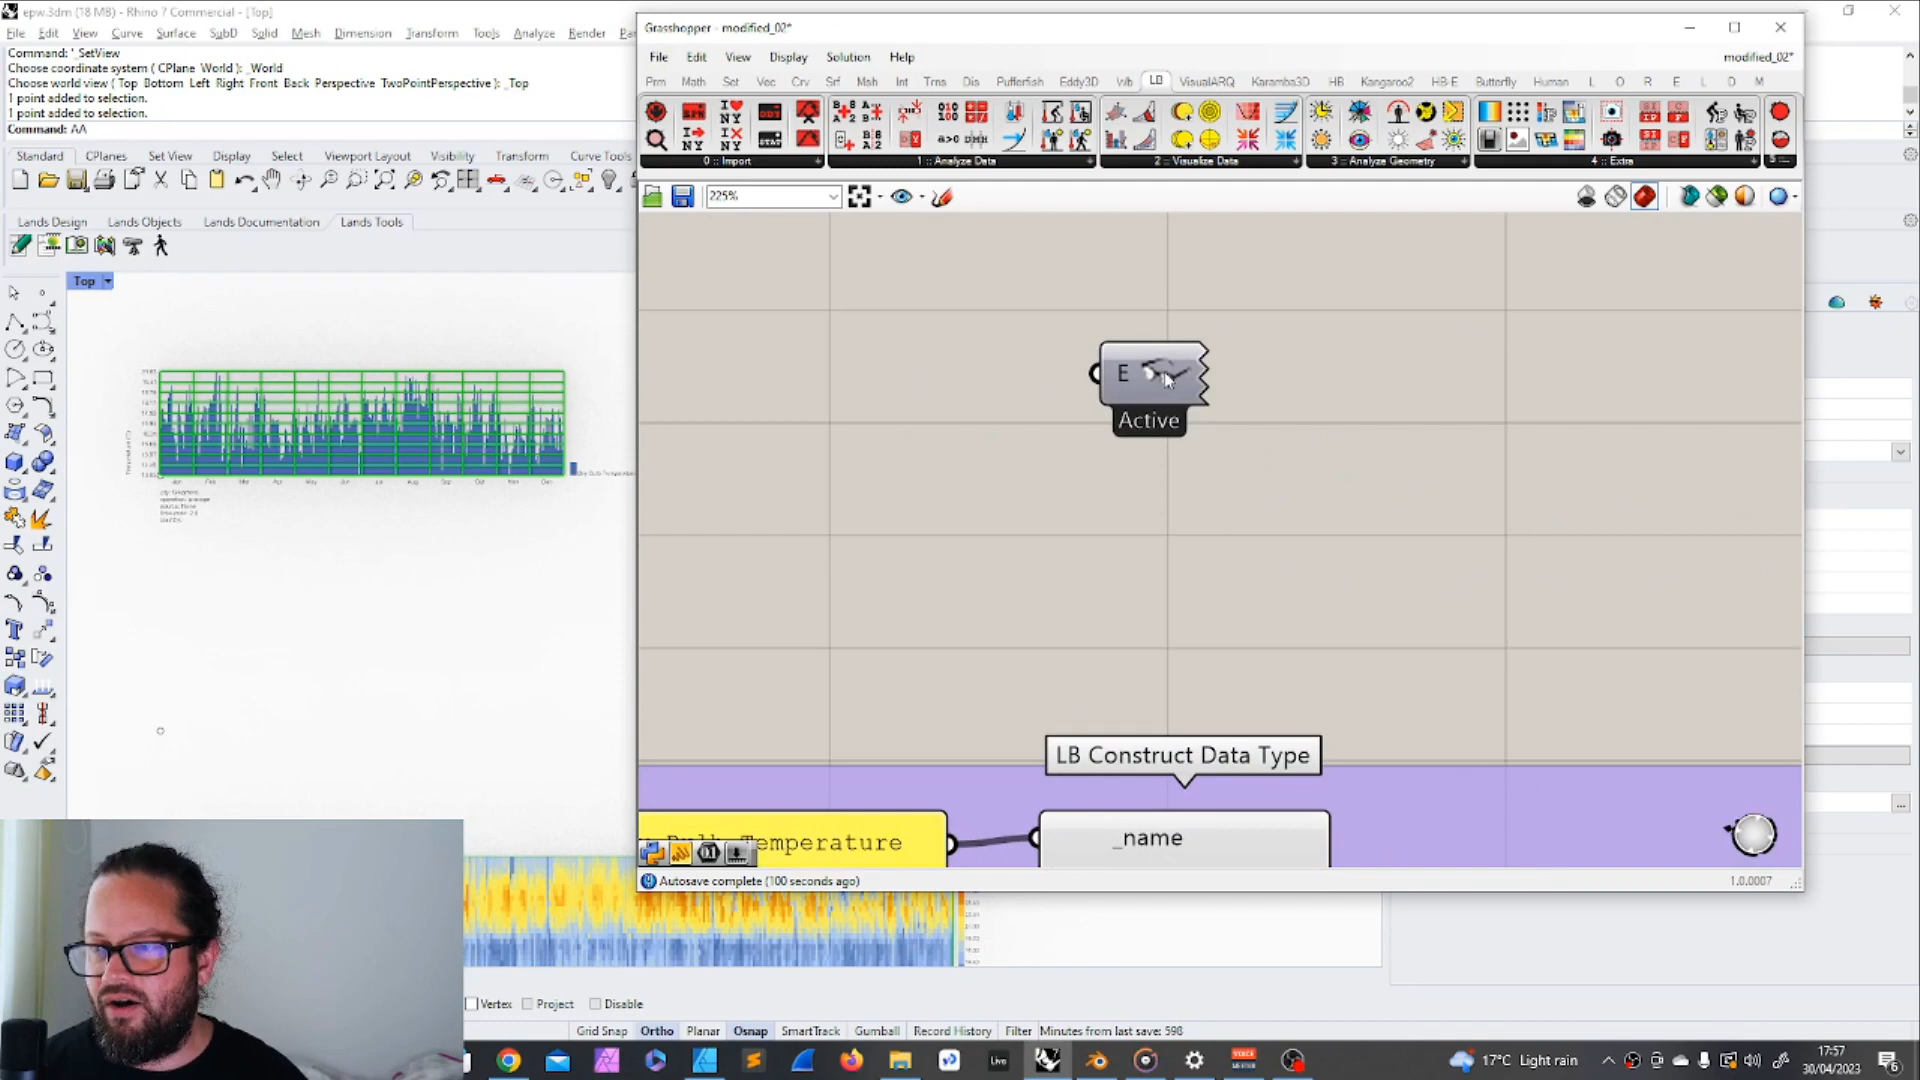 epw.3dm (18 MB) - Rhino 7 Commercial - [Top]
File Edit View Curve Surface SubD Solid Mesh Dimension Transform Tools Analyze Render
Command: '_SetView
Choose coordinate system ( CPlane World ): _World
Choose world view ( Top Bottom Left Right Front Back Perspective TwoPointPerspective ): _Top
1 point added to selection.
1 point added to selection.
Command: AA
Standard CPlanes Set View Display Select Viewport Layout Visibility Transform Curve Tools
Lands Design Lands Objects Lands Documentation Lands Tools
Top
Grasshopper - modified_02*
File Edit View Display Solution Help
modified_02*
Prm Math Set Vec Crv Srf Msh Int Trns Dis Pufferfish Eddy3D Wb LB VisualARQ Karamba3D HB Kangaroo2 HB-E Butterfly Human L O R E L D M
0 :: Import
1 :: Analyze Data
2 :: Visualize Data
3 :: Analyze Geometry
4 :: Extra
225%
E
Active
LB Construct Data Type
Temperature
_name
Autosave complete (100 seconds ago)
1.0.0007
Vertex Project Disable
Grid Snap Ortho Planar Osnap SmartTrack Gumball Record History Filter Minutes from last save: 598
Live
17°C Light rain
17:57
30/04/2023
6